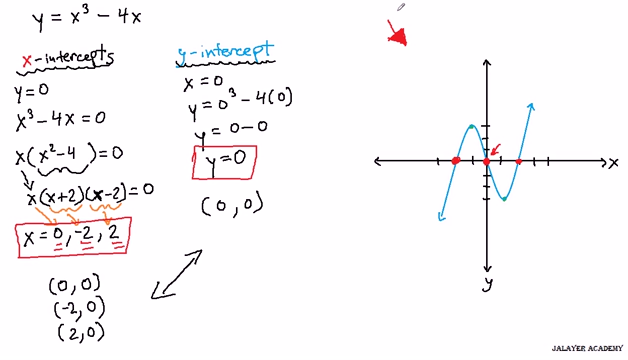 y = x³ − 4x
x-intercepts
y=0
x³ − 4x = 0
x(x² − 4) = 0
x(x+2)(x−2) = 0
x = 0, -2, 2
(0,0)
(-2,0)
(2,0)
y-intercept
x = 0
y = 0³ − 4(0)
y = 0 − 0
y = 0
(0,0)
x
y
JALAYER ACADEMY